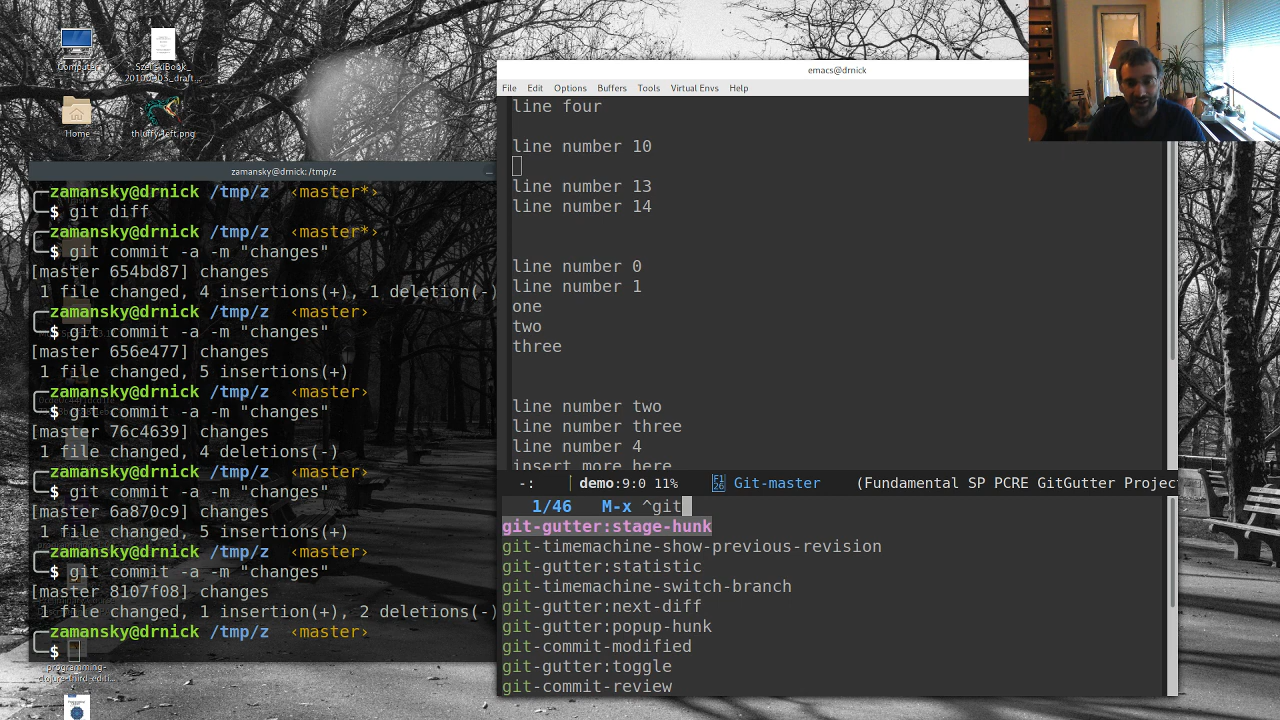 Computer
20100103_draft...
Home
thluffy-left.png
zamansky@drnick: /tmp/z
zamansky@drnick /tmp/z ‹master*›
$ git diff
zamansky@drnick /tmp/z ‹master*›
$ git commit -a -m "changes"
[master 654bd87] changes
1 file changed, 4 insertions(+), 1 deletion(-)
zamansky@drnick /tmp/z ‹master›
$ git commit -a -m "changes"
[master 656e477] changes
1 file changed, 5 insertions(+)
zamansky@drnick /tmp/z ‹master›
$ git commit -a -m "changes"
[master 76c4639] changes
1 file changed, 4 deletions(-)
zamansky@drnick /tmp/z ‹master›
$ git commit -a -m "changes"
[master 6a870c9] changes
1 file changed, 5 insertions(+)
zamansky@drnick /tmp/z ‹master›
$ git commit -a -m "changes"
[master 8107f08] changes
1 file changed, 1 insertion(+), 2 deletions(-)
zamansky@drnick /tmp/z ‹master›
$
programming-
clojure-third-editi...
emacs@drnick
File Edit Options Buffers Tools Virtual Envs Help
line four
line number 10
line number 13
line number 14
line number 0
line number 1
one
two
three
line number two
line number three
line number 4
insert more here
-: demo:9:0 11% Git-master (Fundamental SP PCRE GitGutter Projec
1/46 M-x ^git
git-gutter:stage-hunk
git-timemachine-show-previous-revision
git-gutter:statistic
git-timemachine-switch-branch
git-gutter:next-diff
git-gutter:popup-hunk
git-commit-modified
git-gutter:toggle
git-commit-review